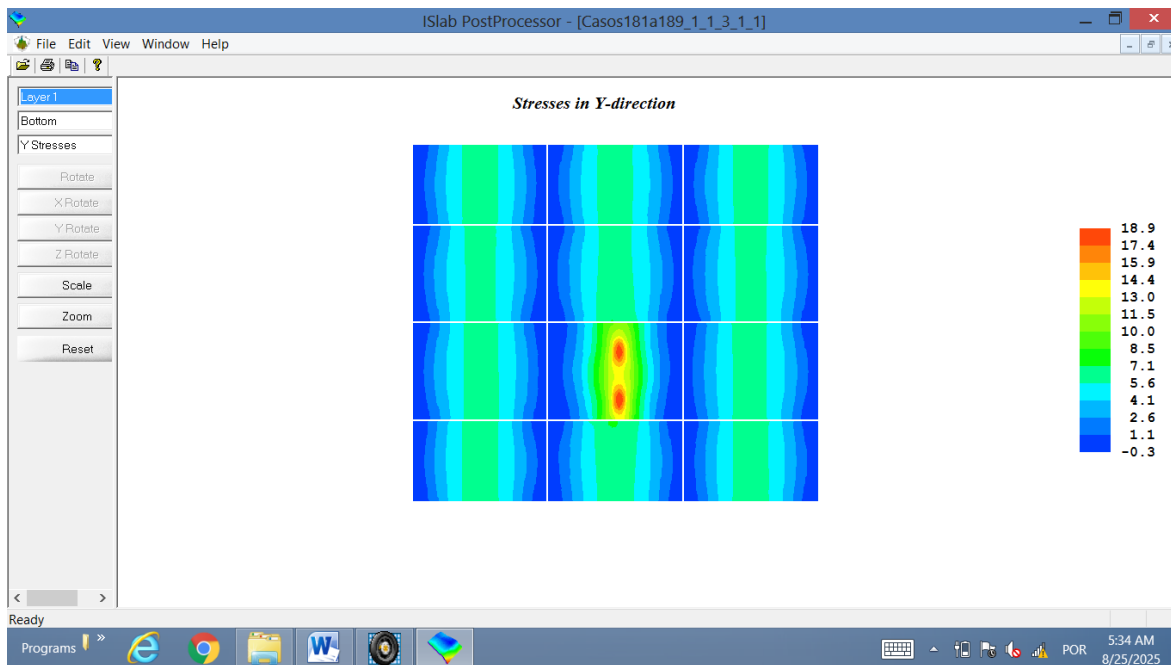 ISlab PostProcessor - [Casos181a189_1_1_3_1_1]
File Edit View Window Help
Layer1
Bottom
Y Stresses
Rotate
X Rotate
Y Rotate
Z Rotate
Scale
Zoom
Reset
Stresses in Y-direction
18.9
17.4
15.9
14.4
13.0
11.5
10.0
8.5
7.1
5.6
4.1
2.6
1.1
-0.3
Ready
Programs
POR
5:34 AM
8/25/2025